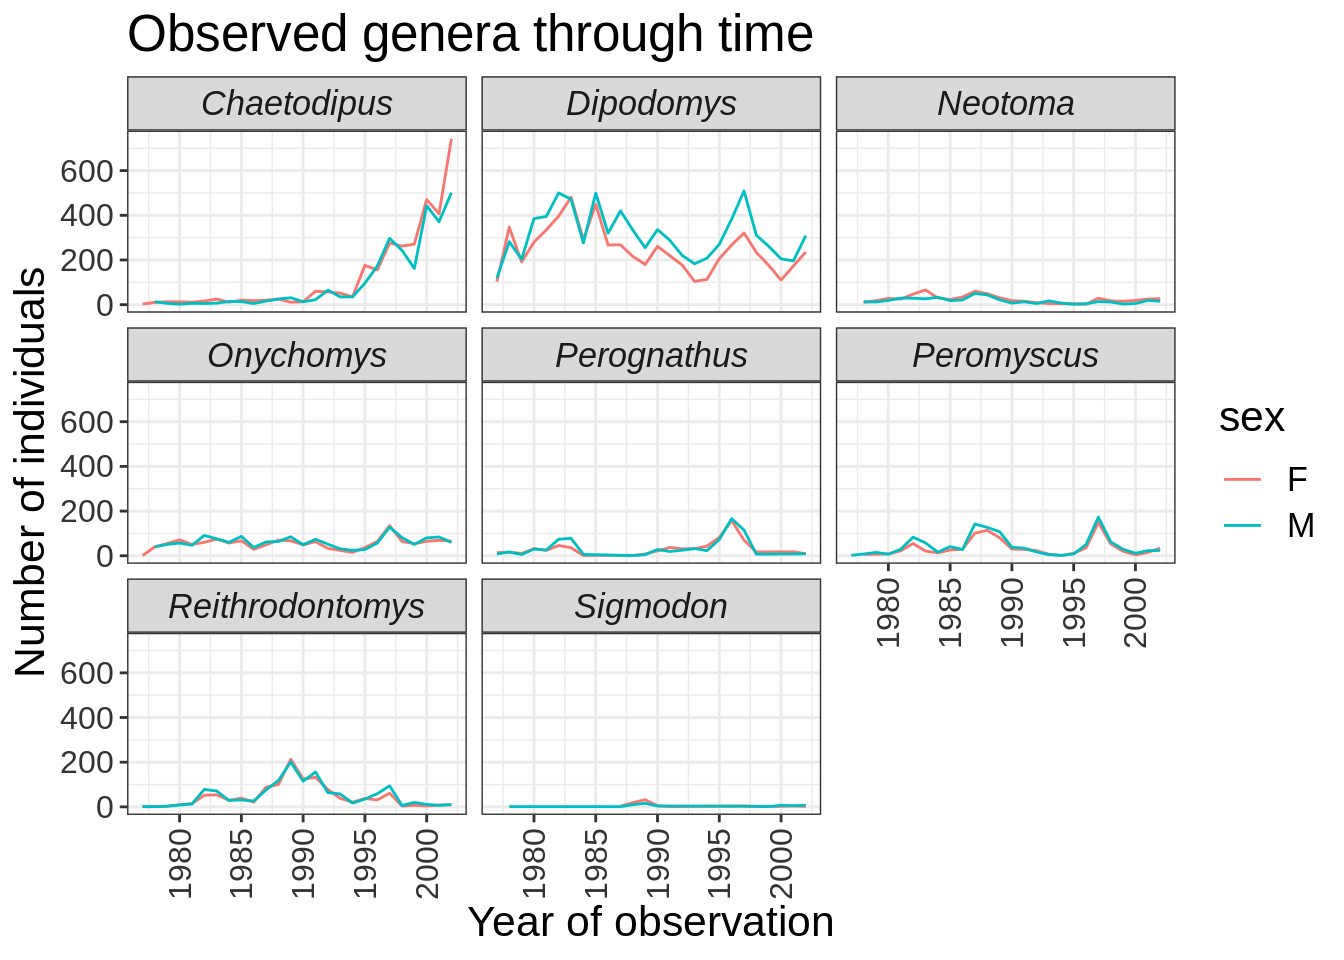 Observed genera through time
Chaetodipus Dipodomys Neotoma
600
400
200
0
Onychomys Perognathus Peromyscus
600
400
200
0
1980 1985 1990 1995 2000
Reithrodontomys Sigmodon
600
400
200
0
1980 1985 1990 1995 2000 1980 1985 1990 1995 2000
Year of observation
Number of individuals
sex
F
M